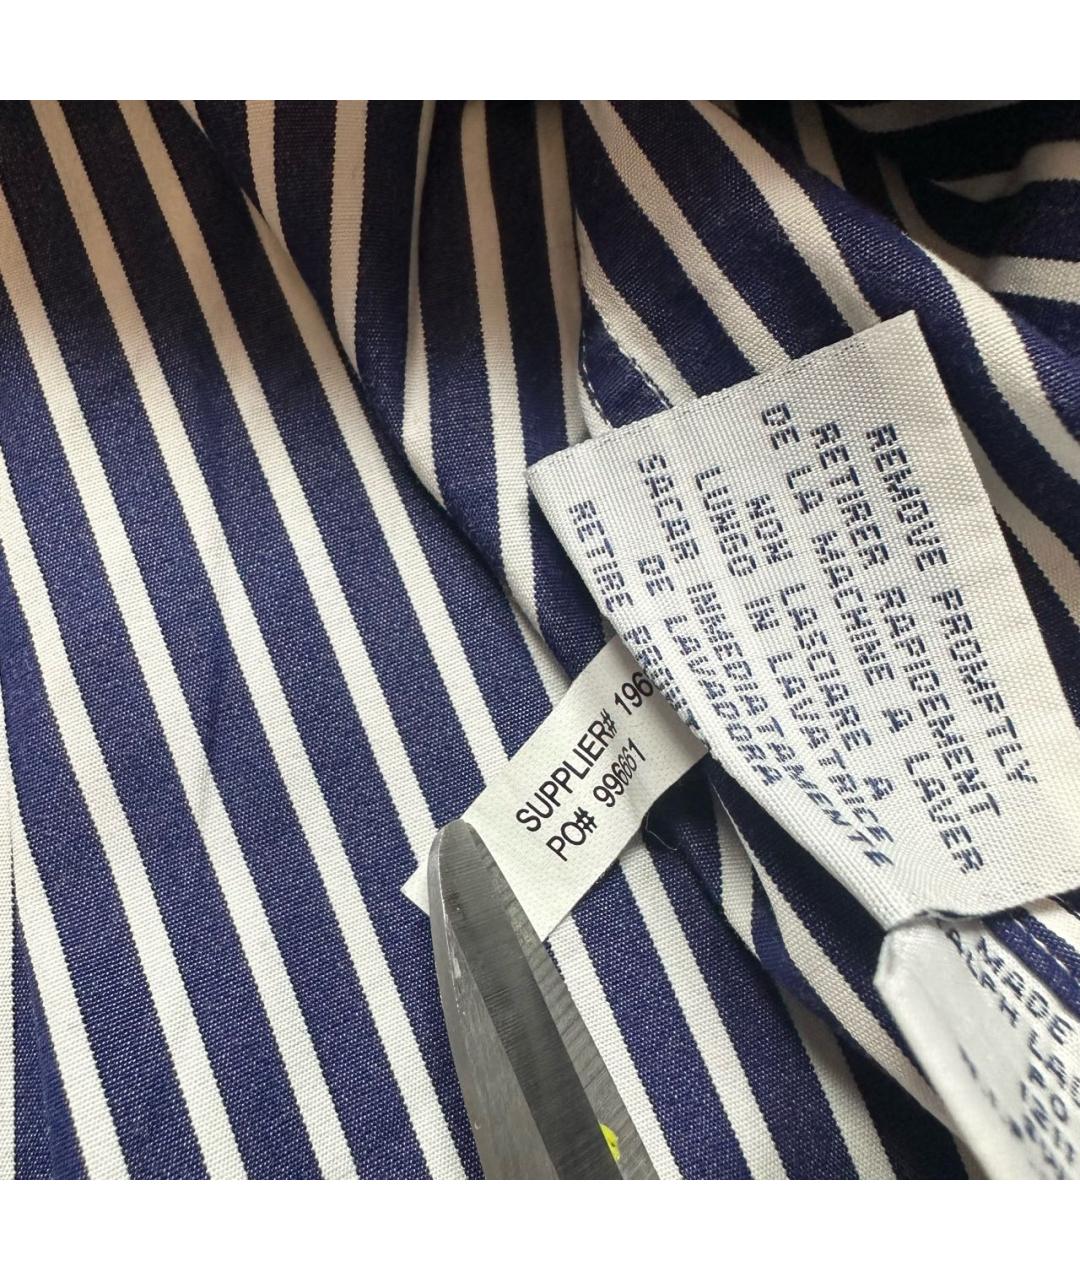 REMOVE PROMPTLY
RETIRER RAPIDEMENT
DE LA MACHINE A LAVER
NON LASCIARE A
LUNGO IN LAVATRICE
SACAR INMEDIATAMENTE
DE LAVADORA
RETIRE
SUPPLIER# 196
PO# 996661